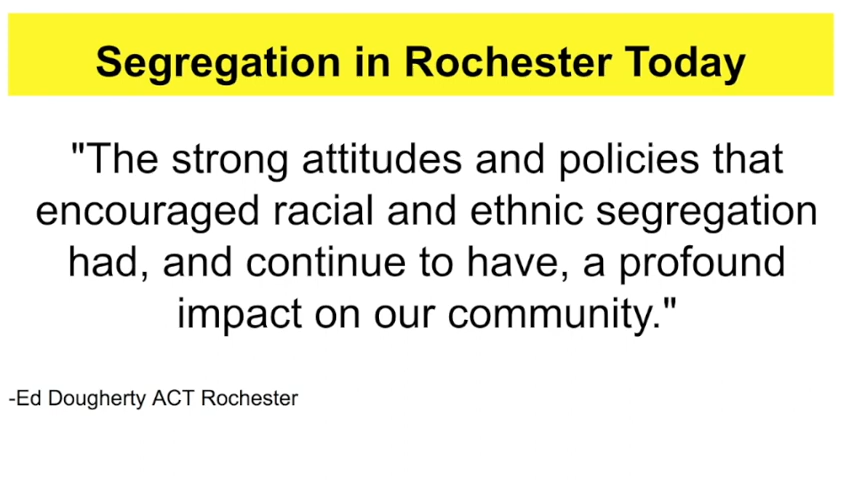 Segregation in Rochester Today
"The strong attitudes and policies that
encouraged racial and ethnic segregation
had, and continue to have, a profound
impact on our community."
-Ed Dougherty ACT Rochester